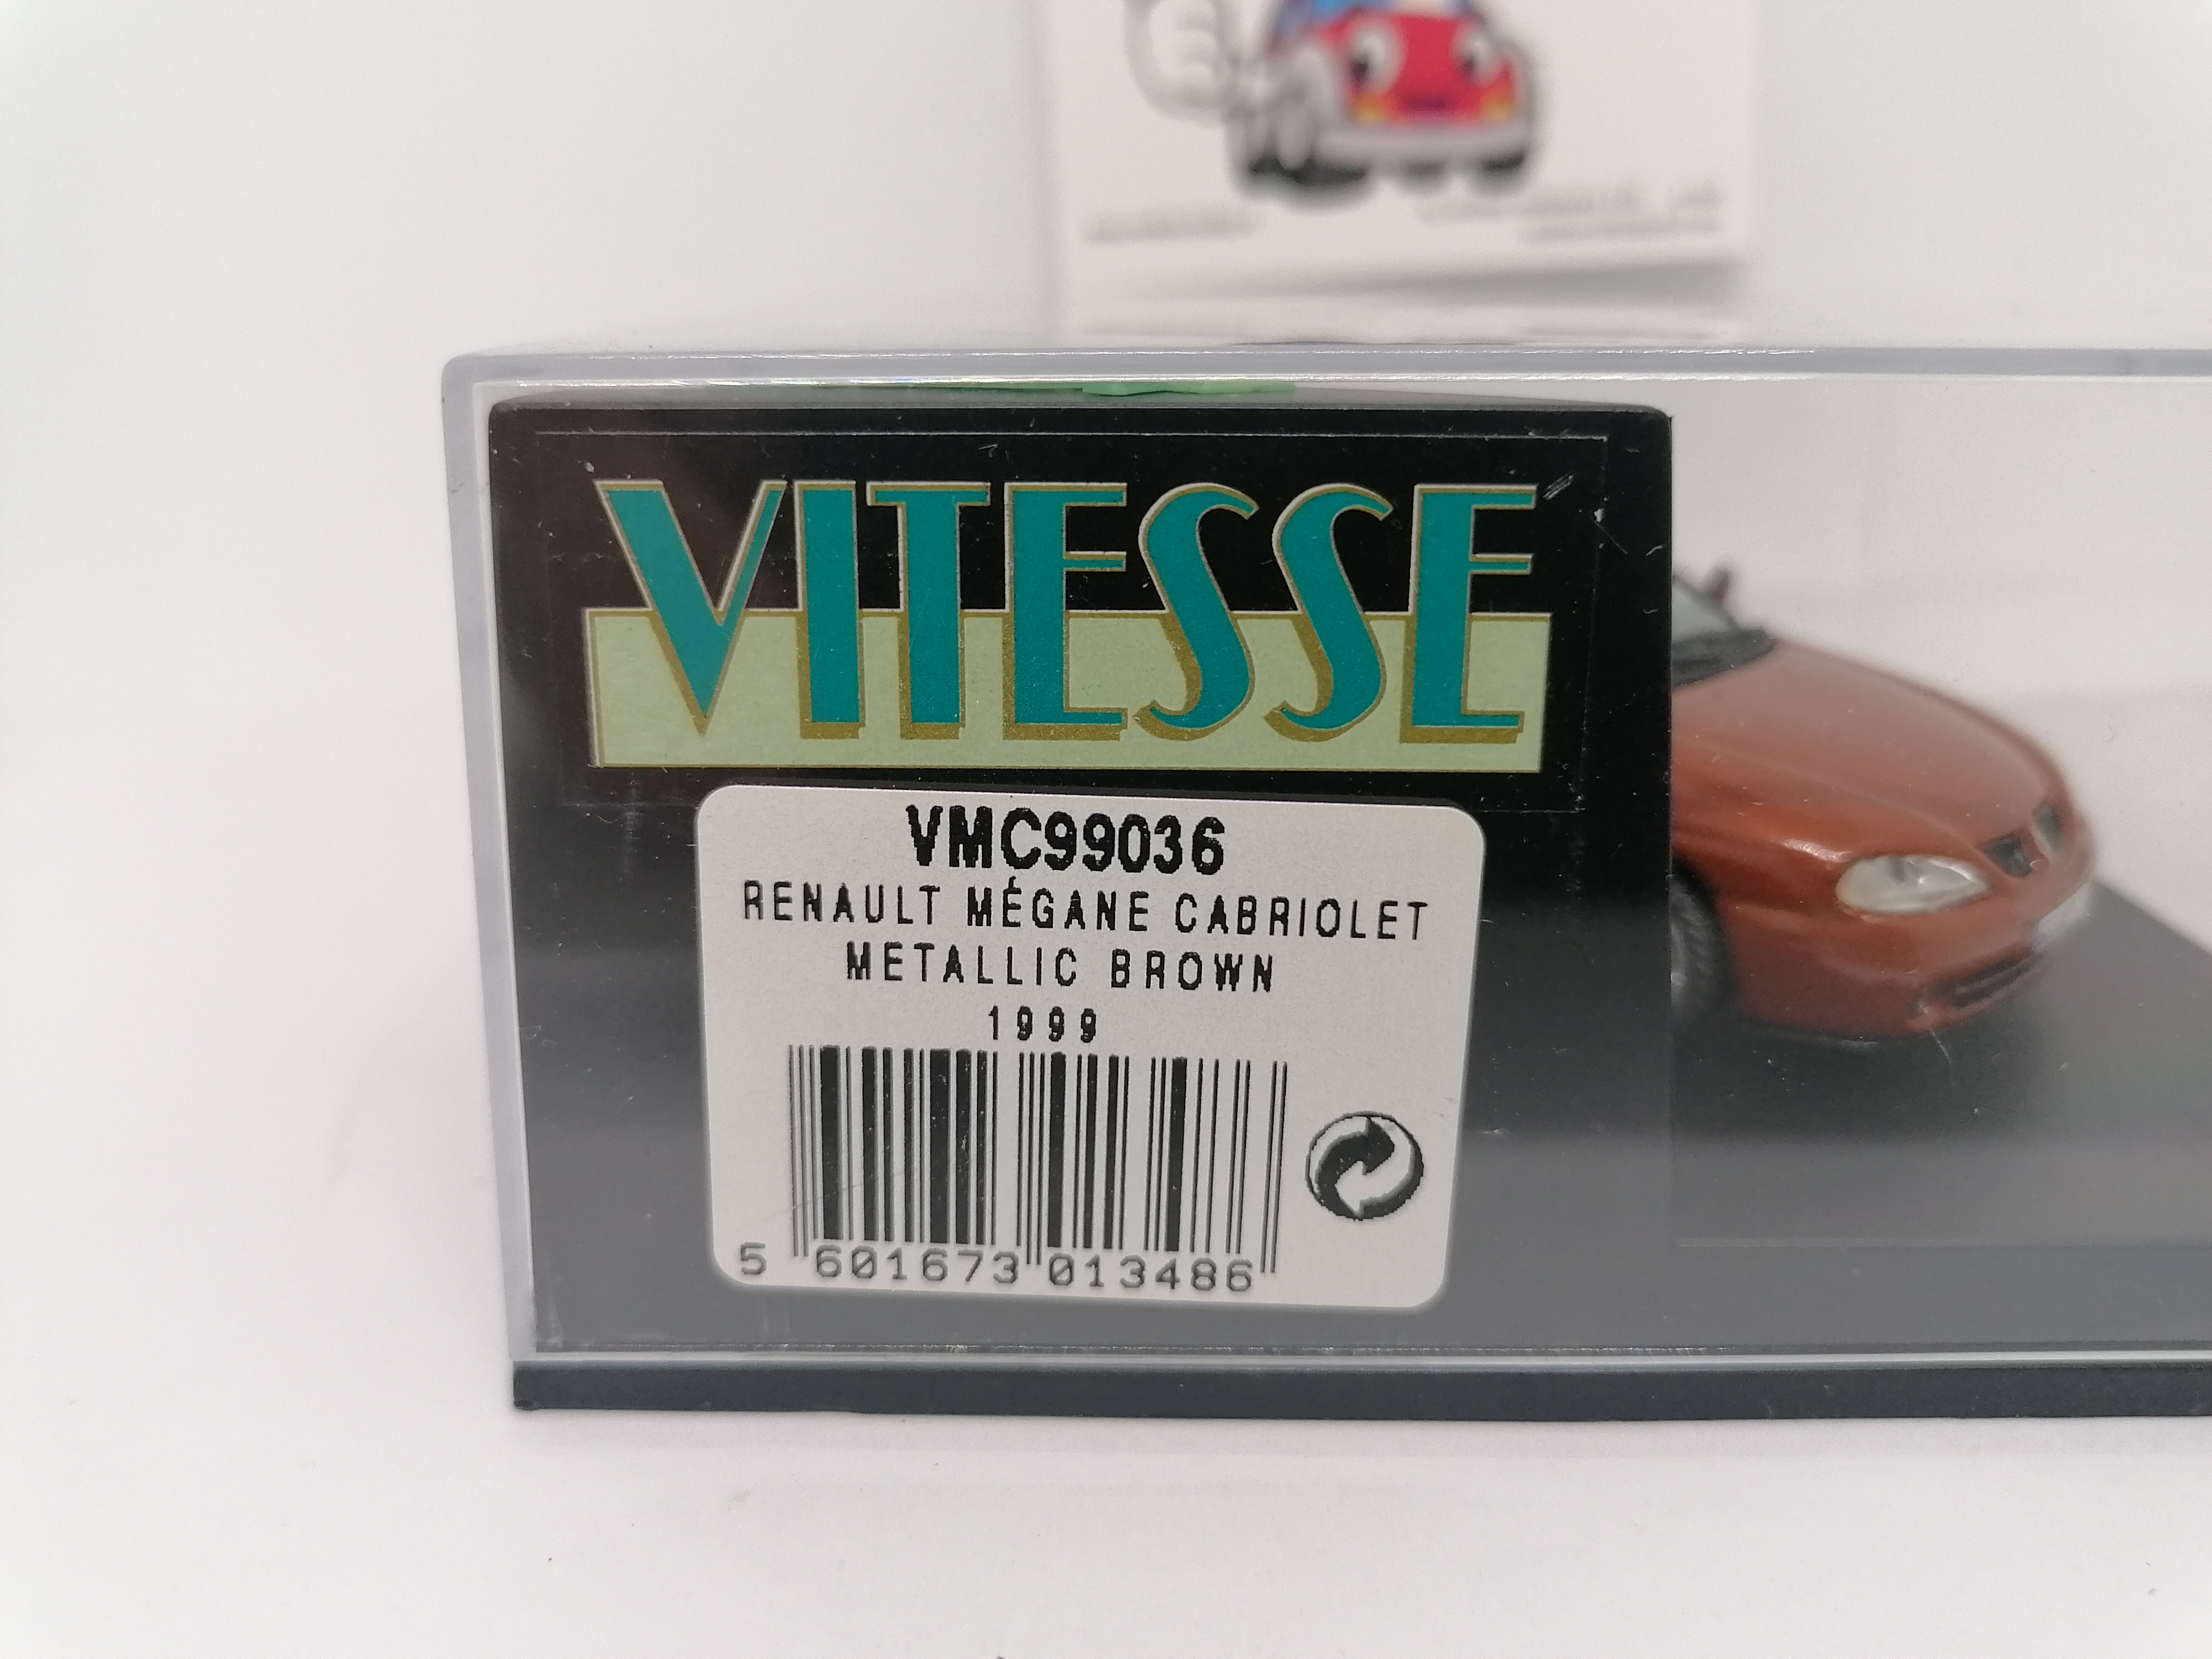 VITESSE
VMC99036
RENAULT MÉGANE CABRIOLET
METALLIC BROWN
1999
5 601673 013486